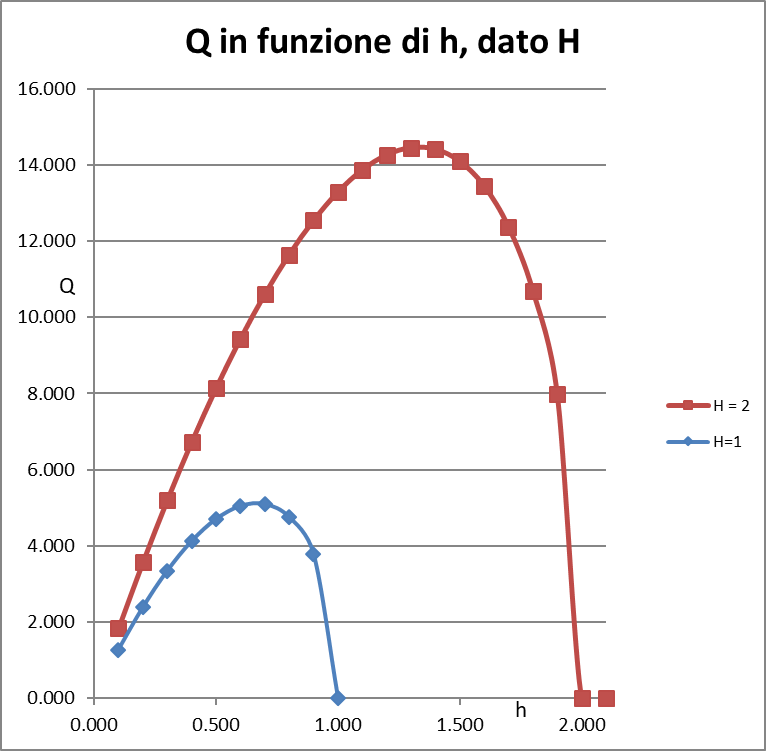 Q in funzione di h, dato H
16.000
14.000
12.000
Q
10.000
8.000
6.000
4.000
2.000
0.000
0.000 0.500 1.000 1.500 2.000
h
H = 2
H=1